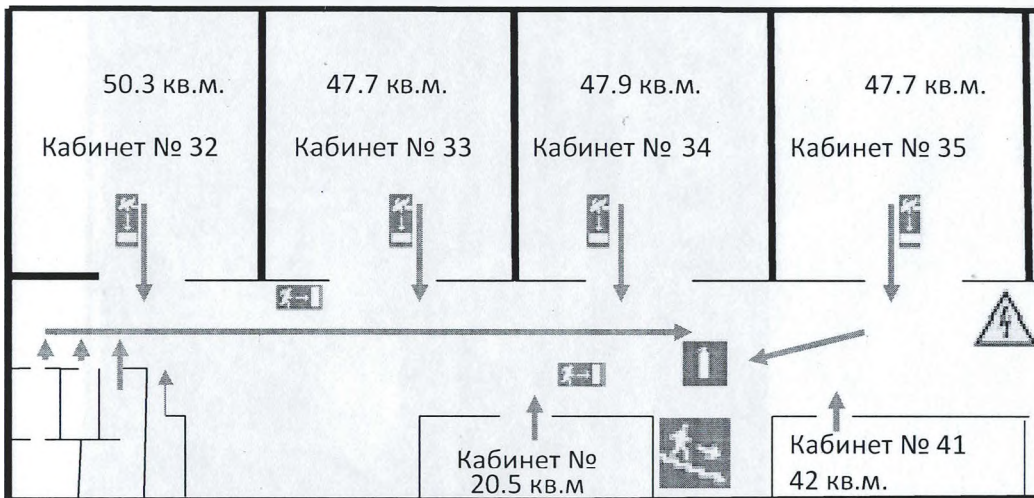 50.3 кв.м.
47.7 кв.м.
47.9 кв.м.
47.7 кв.м.
Кабинет № 32
Кабинет № 33
Кабинет № 34
Кабинет № 35
Кабинет №
20.5 кв.м
Кабинет № 41
42 кв.м.